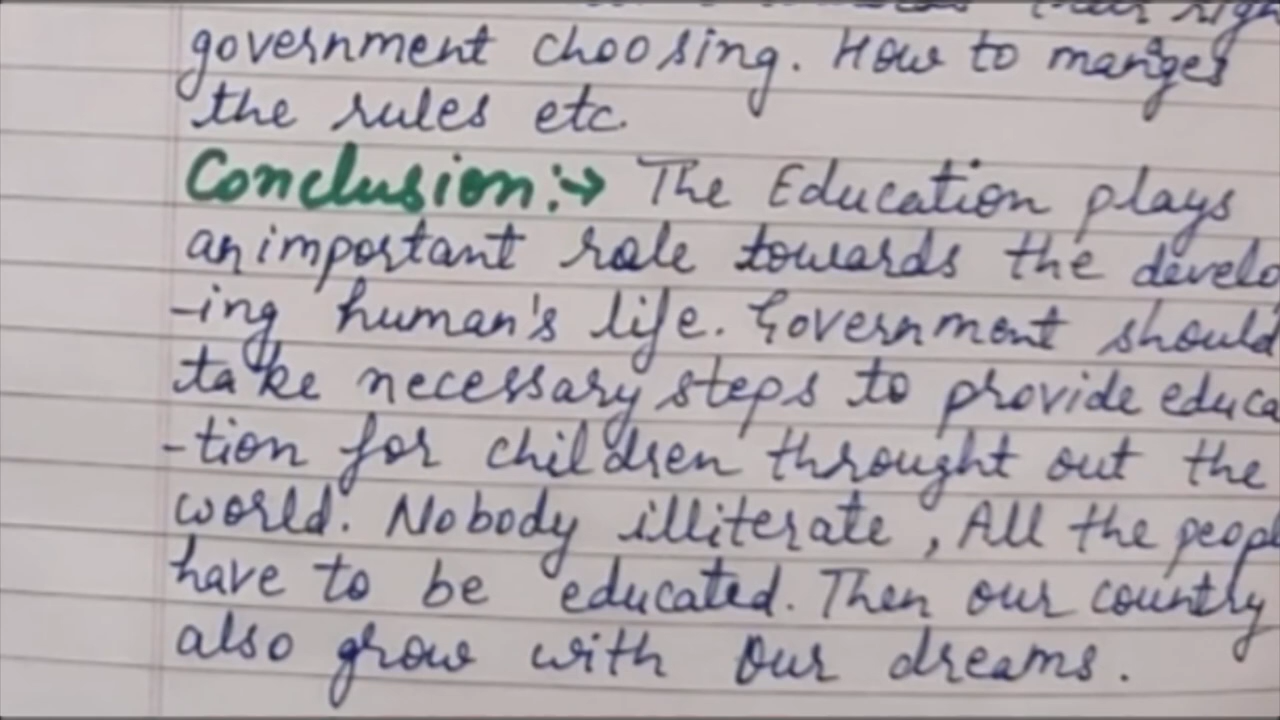 government choosing. How to manges
the rules etc.
Conclusion:→ The Education plays
an important role towards the develo
-ing human's life. Government should
take necessary steps to provide educa
-tion for children throught out the
world. Nobody illiterate, All the peopl
have to be educated. Then our country
also grow with our dreams.